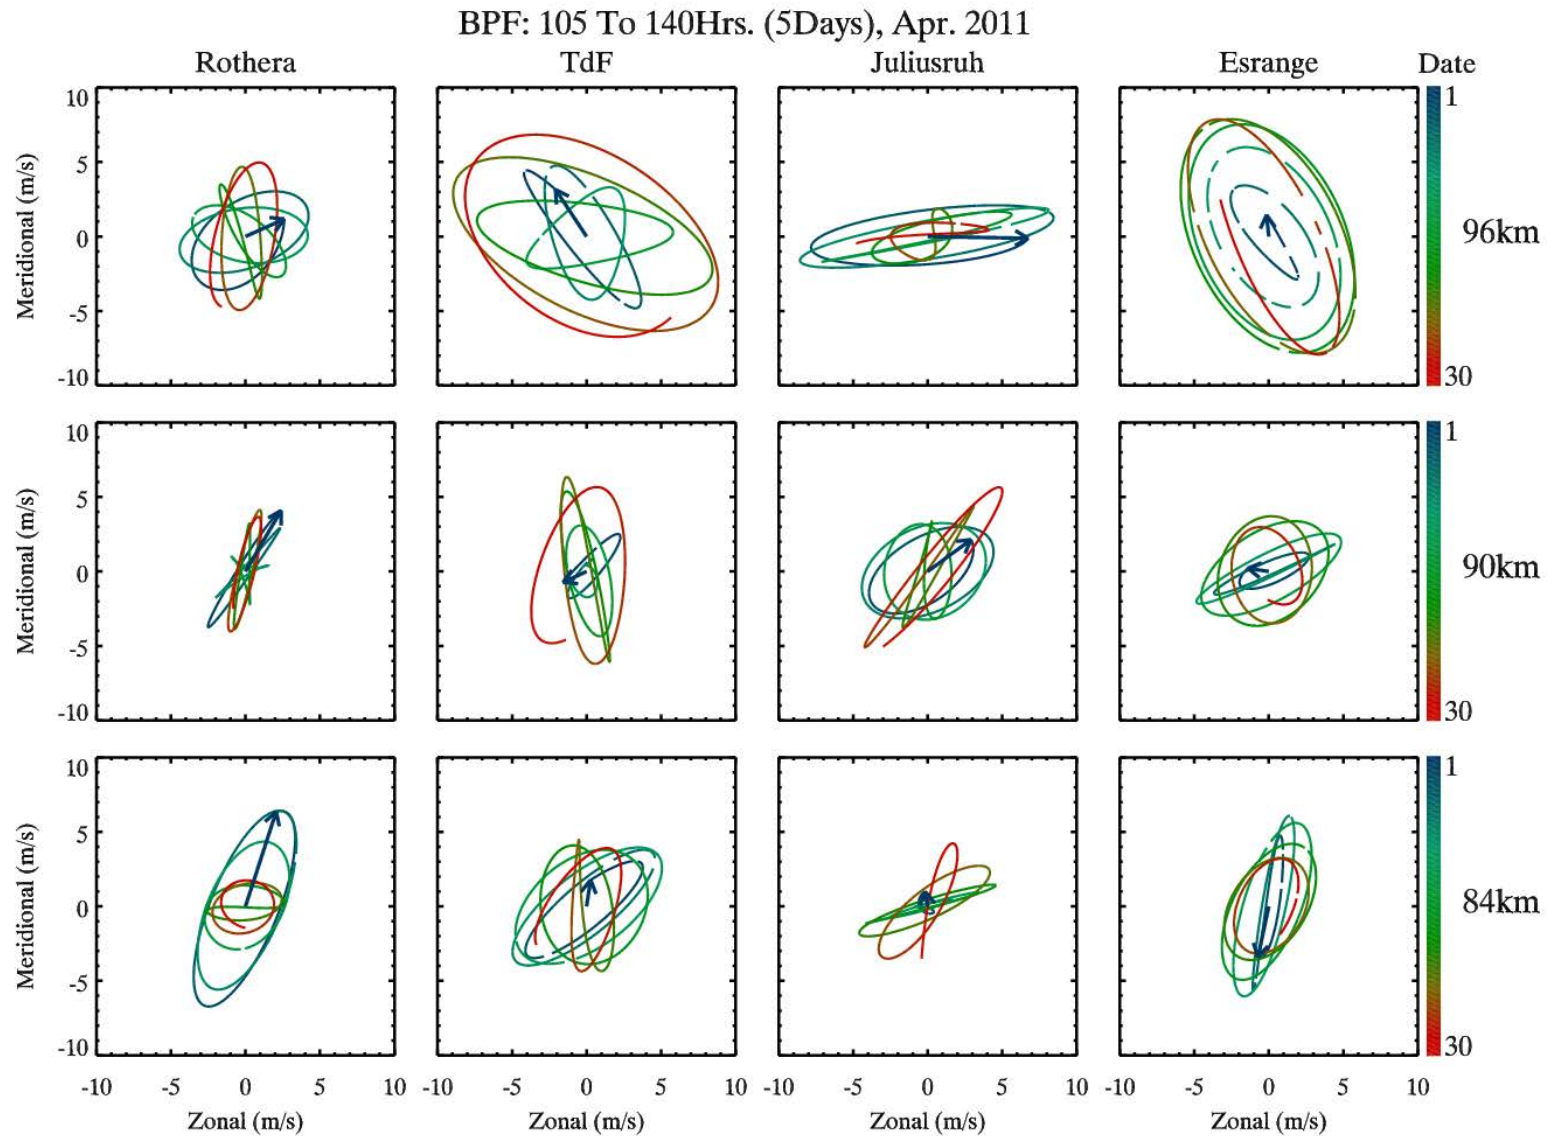 BPF: 105 To 140Hrs. (5Days), Apr. 2011
Rothera TdF Juliusruh Esrange Date
Meridional (m/s)
10
5
0
-5
-10
1
96km
30
Meridional (m/s)
10
5
0
-5
-10
1
90km
30
Meridional (m/s)
10
5
0
-5
-10
1
84km
30
-10 -5 0 5 10 -10 -5 0 5 10 -10 -5 0 5 10 -10 -5 0 5 10
Zonal (m/s) Zonal (m/s) Zonal (m/s) Zonal (m/s)